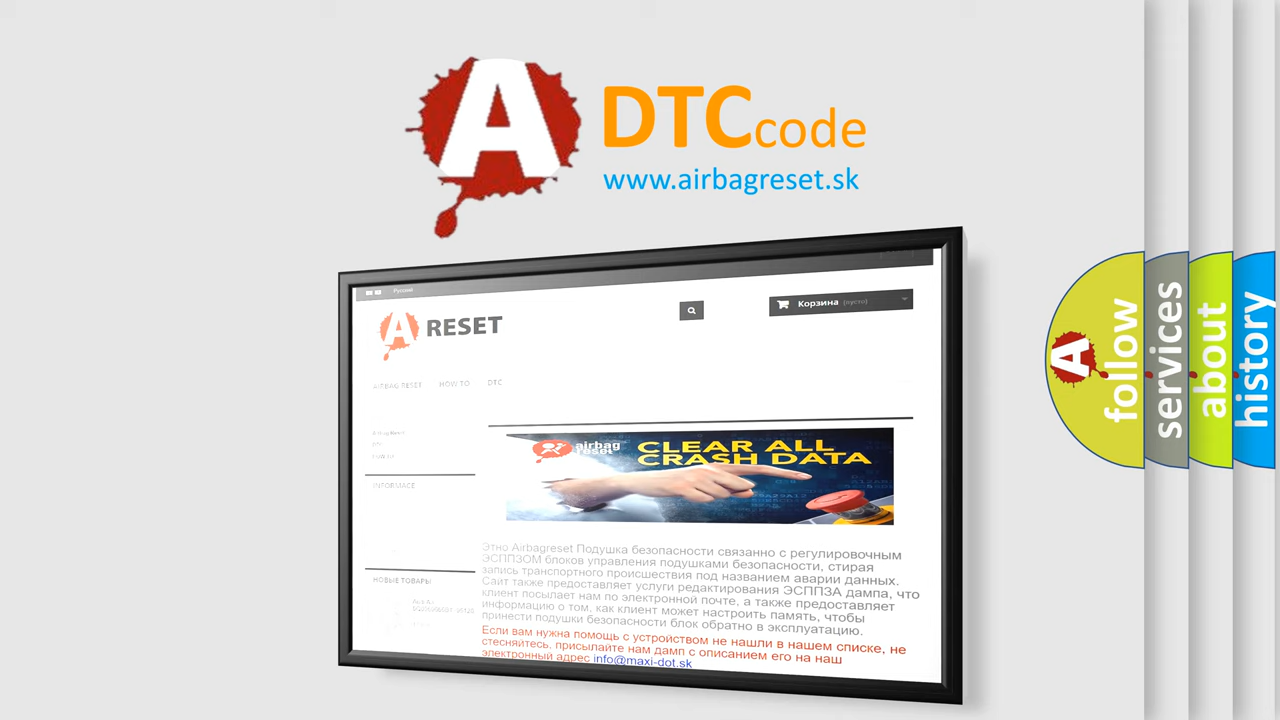 A DTCcode
www.airbagreset.sk
Русский
Корзина (пусто)
A RESET
AIRBAG RESET HOW TO DTC
airbag reset
CLEAR ALL
CRASH DATA
INFORMACE
Этно Airbagreset Подушка безопасности связанно с регулировочным
ЭСППЗОМ блоков управления подушками безопасности, стирая
запись транспортного происшествия под названием аварии данных.
Сайт также предоставляет услуги редактирования ЭСППЗА дампа, что
клиент посылает нам по электронной почте, а также предоставляет
информацию о том, как клиент может настроить память, чтобы
принести подушки безопасности блок обратно в эксплуатацию.
НОВЫЕ ТОВАРЫ
Если вам нужна помощь с устройством не нашли в нашем списке, не
стесняйтесь, присылайте нам дамп с описанием его на наш
электронный адрес info@maxi-dot.sk
A follow
services
about
history